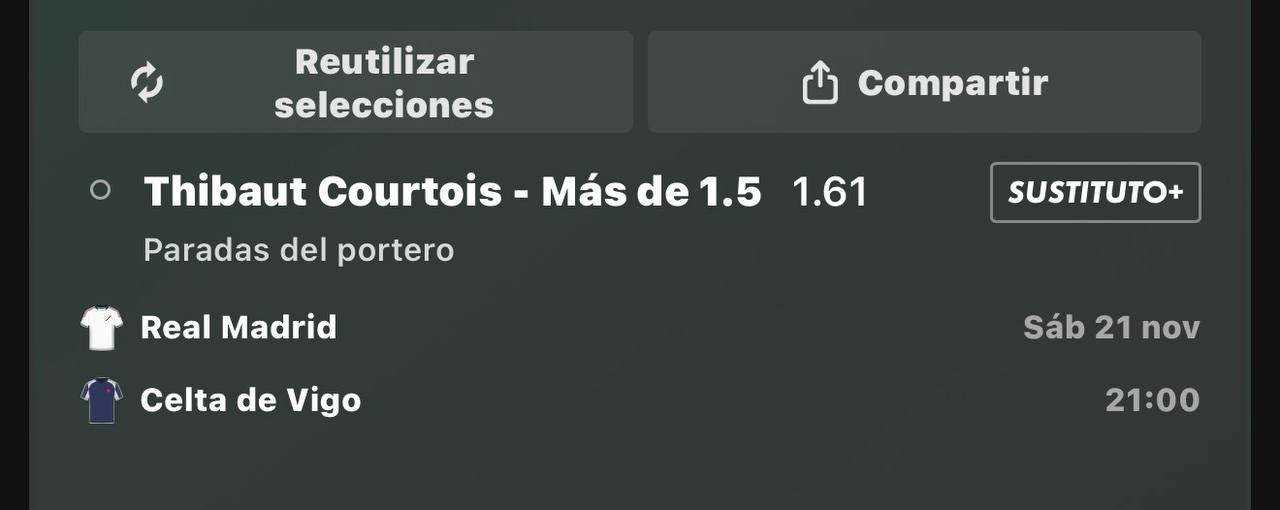 Reutilizar
selecciones
Compartir
Thibaut Courtois - Más de 1.5 1.61 SUSTITUTO+
Paradas del portero
Real Madrid Sáb 21 nov
Celta de Vigo 21:00